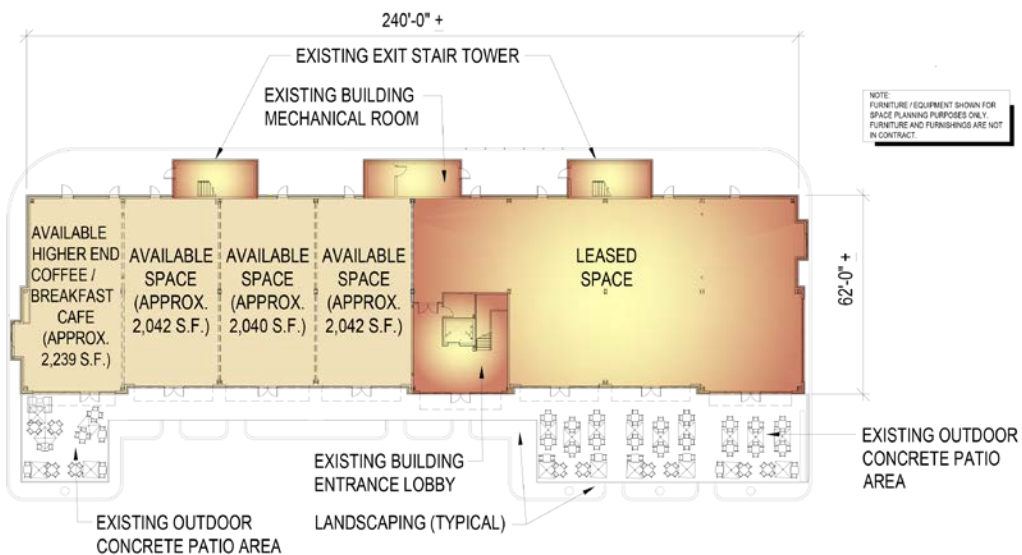 240'-0" +
EXISTING EXIT STAIR TOWER
EXISTING BUILDING
MECHANICAL ROOM
NOTE:
FURNITURE / EQUIPMENT SHOWN FOR
SPACE PLANNING PURPOSES ONLY.
FURNITURE AND FURNISHINGS ARE NOT
IN CONTRACT.
AVAILABLE
HIGHER END
COFFEE /
BREAKFAST
CAFE
(APPROX.
2,239 S.F.)
AVAILABLE
SPACE
(APPROX.
2,042 S.F.)
AVAILABLE
SPACE
(APPROX.
2,040 S.F.)
AVAILABLE
SPACE
(APPROX.
2,042 S.F.)
LEASED
SPACE
62'-0" +
EXISTING BUILDING
ENTRANCE LOBBY
LANDSCAPING (TYPICAL)
EXISTING OUTDOOR
CONCRETE PATIO
AREA
EXISTING OUTDOOR
CONCRETE PATIO AREA